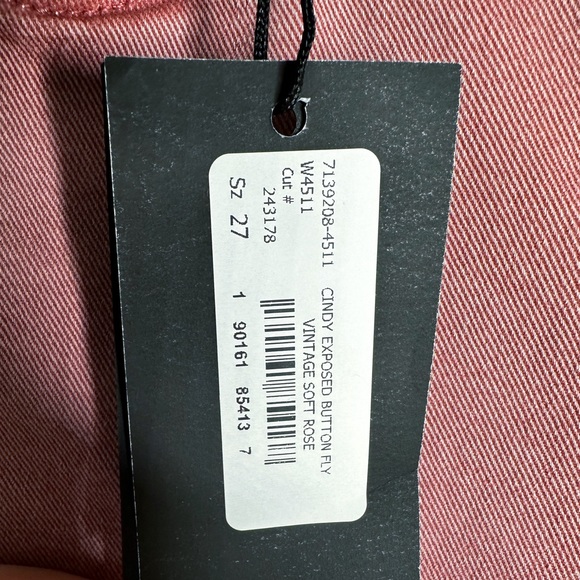 7139208-4511 CINDY EXPOSED BUTTON FLY
W4511 VINTAGE SOFT ROSE
Cut #
243178
Sz 27
1 90161 85413 7